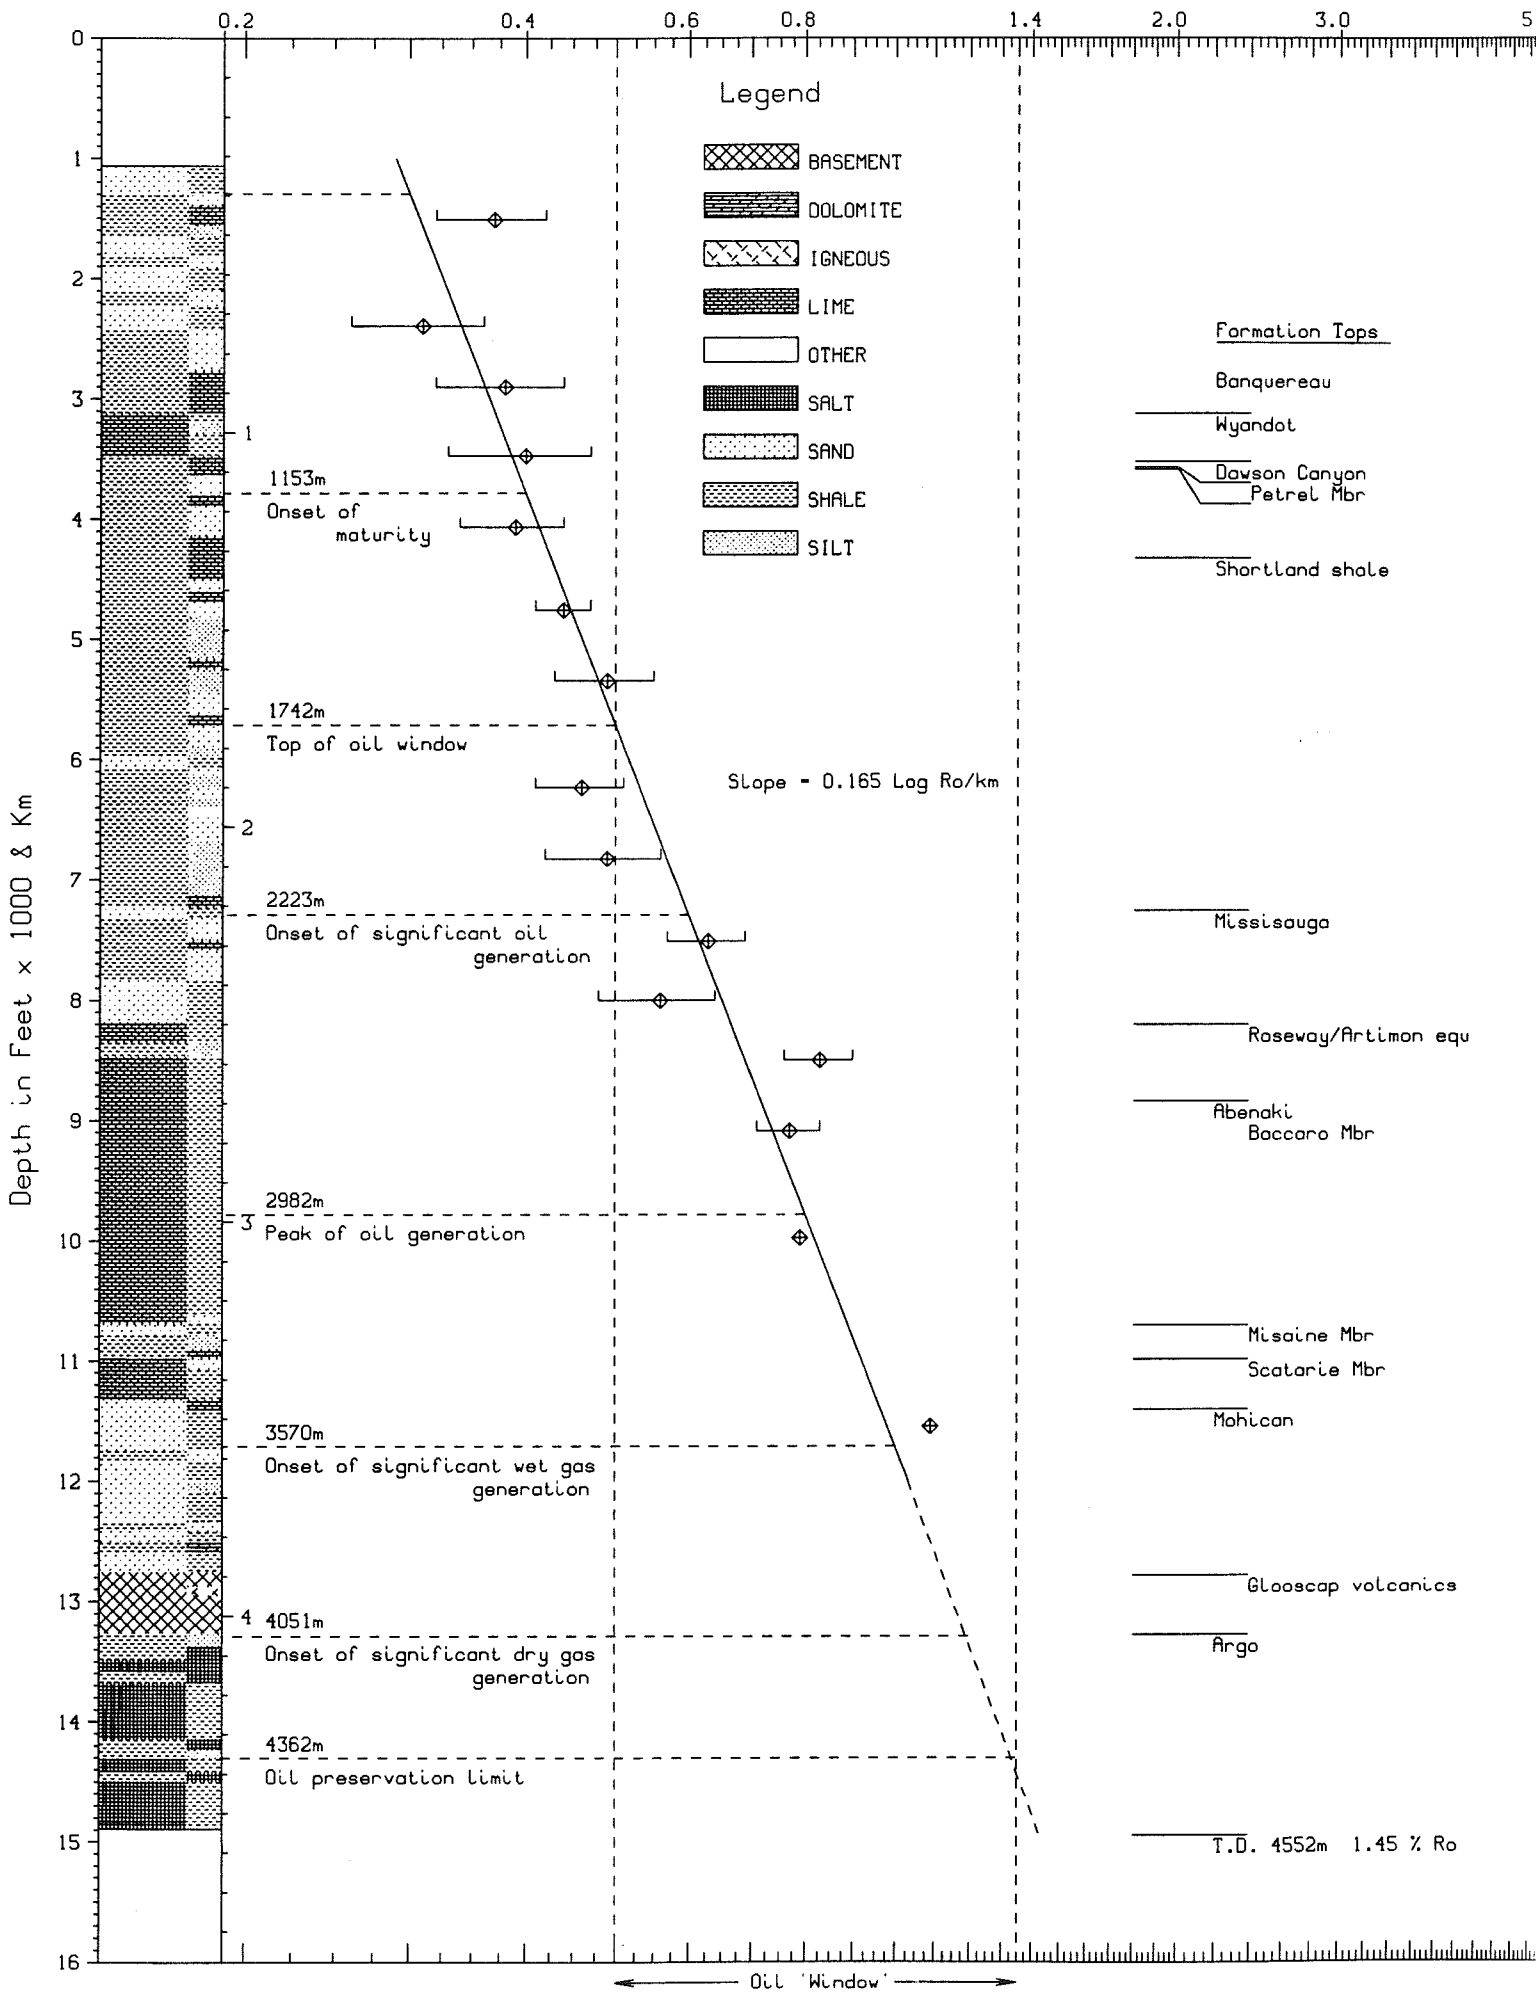 0.2 0.4 0.6 0.8 1.4 2.0 3.0 5
0
Legend
1
BASEMENT
DOLOMITE
IGNEOUS
2
LIME
Formation Tops
OTHER
Banquereau
3
SALT
Wyandot
1
SAND
1153m
Dawson Canyon
Petrel Mbr
SHALE
Onset of
maturity
4
SILT
Shortland shale
5
1742m
Top of oil window
6
Slope = 0.165 Log Ro/km
2
7
2223m
Missisauga
Onset of significant oil
generation
8
Roseway/Artimon equ
Depth in Feet x 1000 & Km
9
Abenaki
Baccaro Mbr
2982m
3
Peak of oil generation
10
Misaine Mbr
11
Scatarie Mbr
Mohican
3570m
Onset of significant wet gas
generation
12
Glooscap volcanics
13
4
4051m
Argo
Onset of significant dry gas
generation
14
4362m
Oil preservation limit
15
T.D. 4552m 1.45 % Ro
16
Oil 'Window'